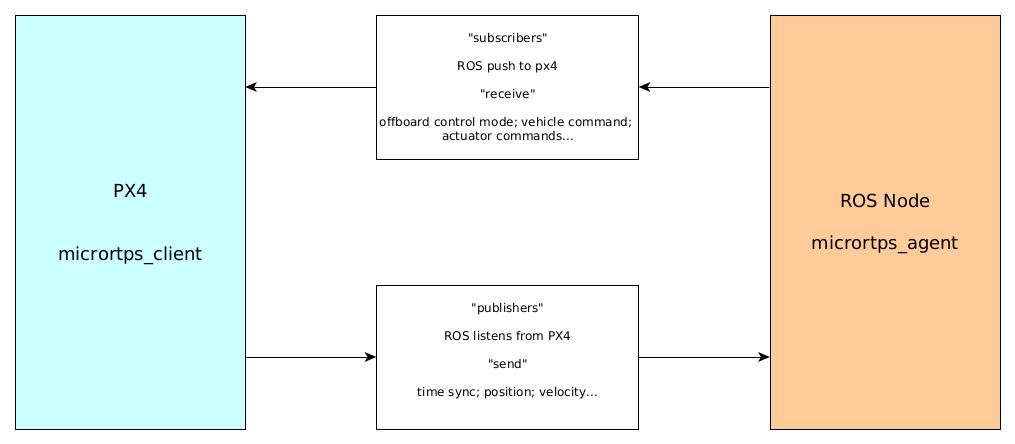 PX4
micrortps_client
"subscribers"
ROS push to px4
"receive"
offboard control mode; vehicle command;
actuator commands...
"publishers"
ROS listens from PX4
"send"
time sync; position; velocity...
ROS Node
micrortps_agent